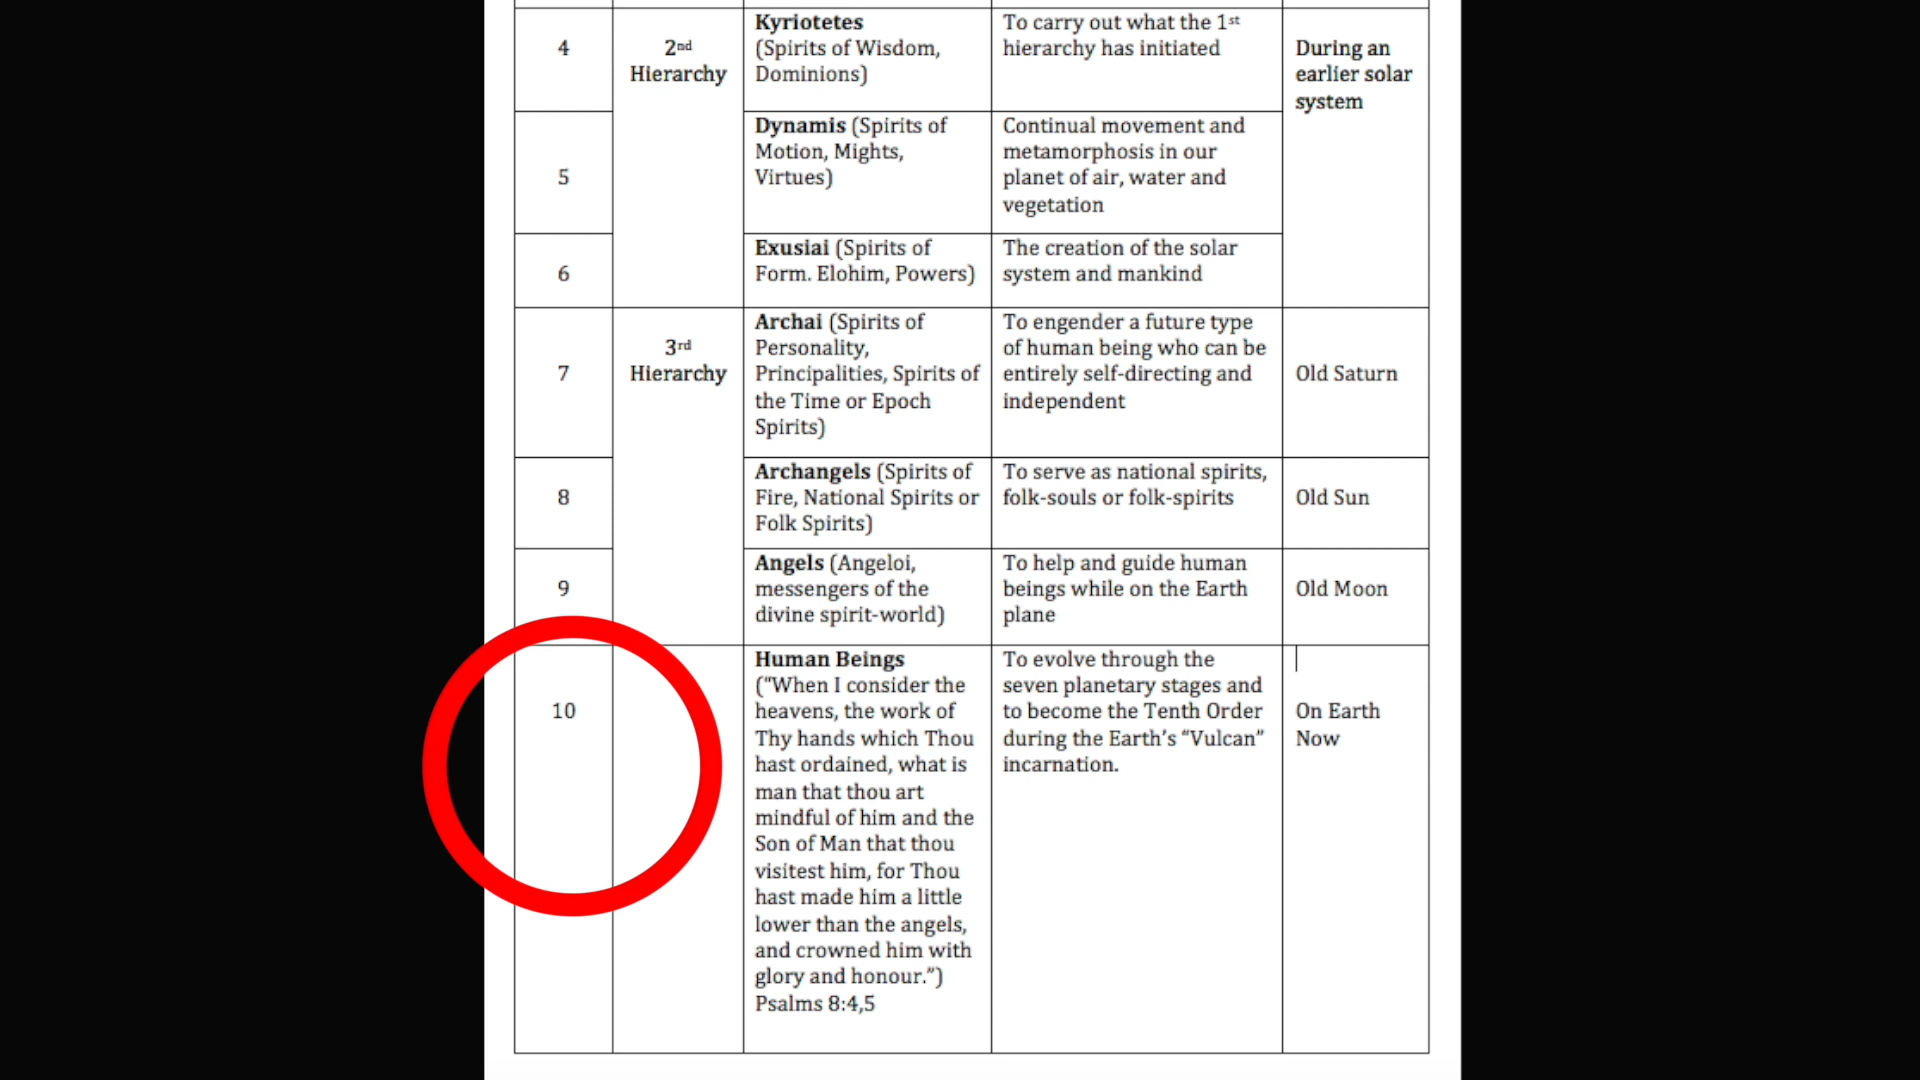 4
2nd
Hierarchy
Kyriotetes
(Spirits of Wisdom,
Dominions)
To carry out what the 1st
hierarchy has initiated
During an
earlier solar
system
5
Dynamis (Spirits of
Motion, Mights,
Virtues)
Continual movement and
metamorphosis in our
planet of air, water and
vegetation
6
Exusiai (Spirits of
Form. Elohim, Powers)
The creation of the solar
system and mankind
7
3rd
Hierarchy
Archai (Spirits of
Personality,
Principalities, Spirits of
the Time or Epoch
Spirits)
To engender a future type
of human being who can be
entirely self-directing and
independent
Old Saturn
8
Archangels (Spirits of
Fire, National Spirits or
Folk Spirits)
To serve as national spirits,
folk-souls or folk-spirits
Old Sun
9
Angels (Angeloi,
messengers of the
divine spirit-world)
To help and guide human
beings while on the Earth
plane
Old Moon
10
Human Beings
("When I consider the
heavens, the work of
Thy hands which Thou
hast ordained, what is
man that thou art
mindful of him and the
Son of Man that thou
visitest him, for Thou
hast made him a little
lower than the angels,
and crowned him with
glory and honour.")
Psalms 8:4,5
To evolve through the
seven planetary stages and
to become the Tenth Order
during the Earth's "Vulcan"
incarnation.
On Earth
Now